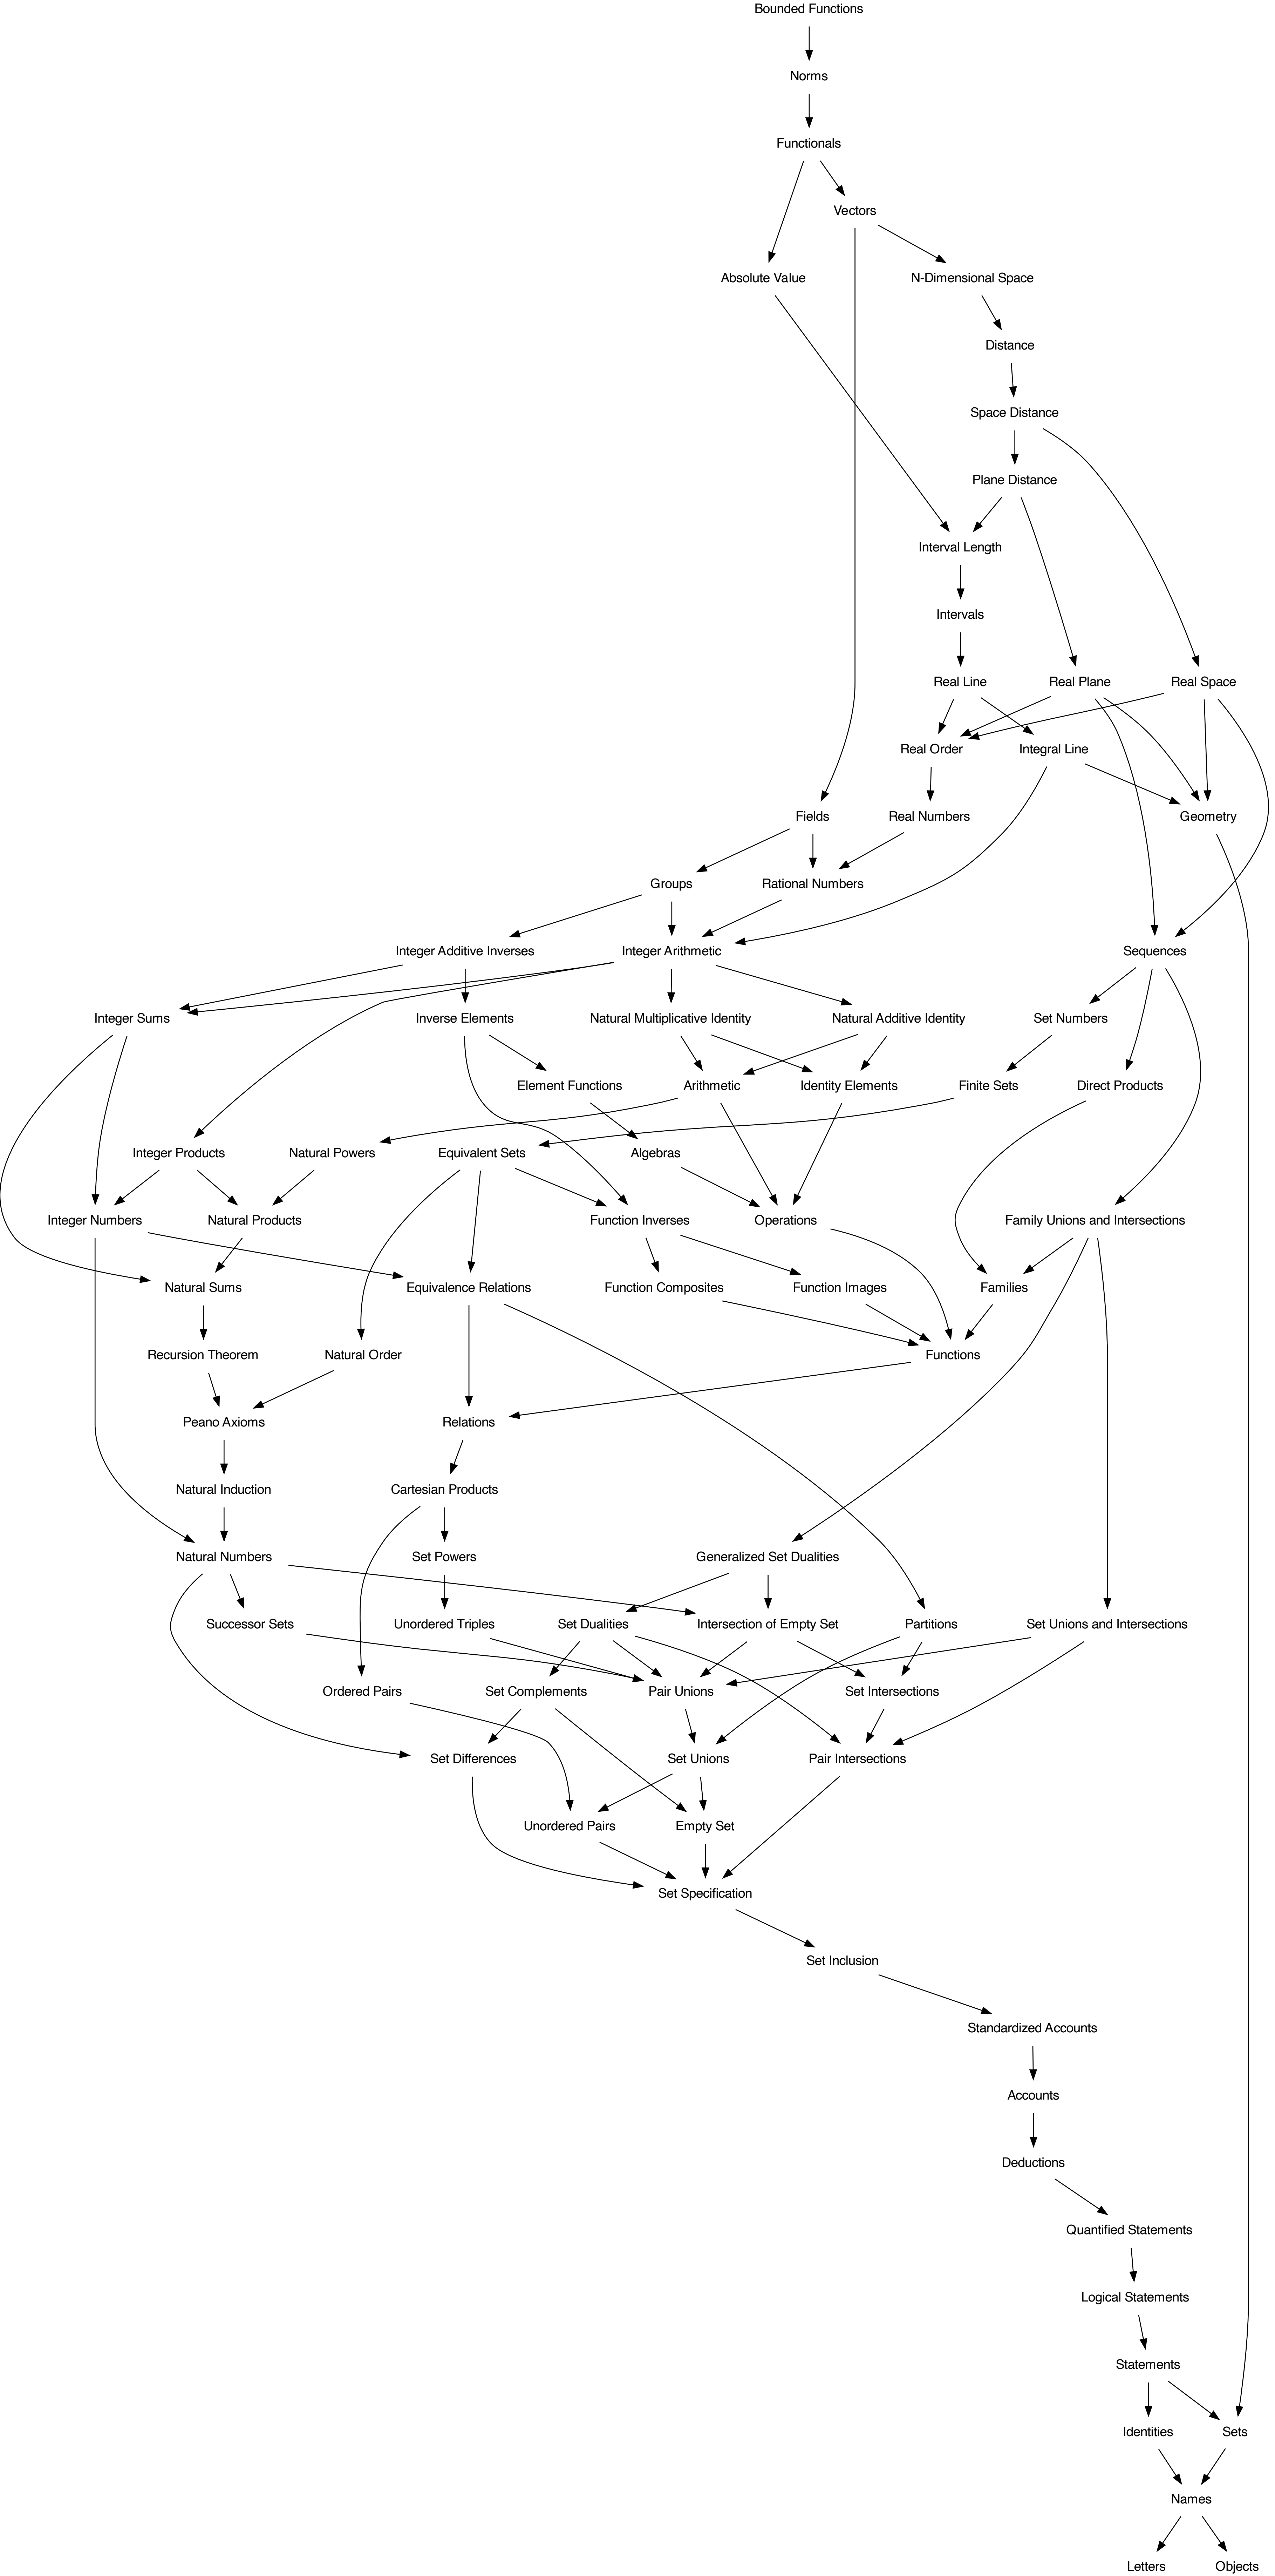 Bounded Functions
Norms
Functionals
Vectors
Absolute Value
N-Dimensional Space
Distance
Space Distance
Plane Distance
Interval Length
Intervals
Real Line
Real Plane
Real Space
Real Order
Integral Line
Fields
Real Numbers
Geometry
Groups
Rational Numbers
Integer Additive Inverses
Integer Arithmetic
Sequences
Integer Sums
Inverse Elements
Natural Multiplicative Identity
Natural Additive Identity
Set Numbers
Element Functions
Arithmetic
Identity Elements
Finite Sets
Direct Products
Integer Products
Natural Powers
Equivalent Sets
Algebras
Integer Numbers
Natural Products
Function Inverses
Operations
Family Unions and Intersections
Natural Sums
Equivalence Relations
Function Composites
Function Images
Families
Recursion Theorem
Natural Order
Functions
Peano Axioms
Relations
Natural Induction
Cartesian Products
Natural Numbers
Set Powers
Generalized Set Dualities
Successor Sets
Unordered Triples
Set Dualities
Intersection of Empty Set
Partitions
Set Unions and Intersections
Ordered Pairs
Set Complements
Pair Unions
Set Intersections
Set Differences
Set Unions
Pair Intersections
Unordered Pairs
Empty Set
Set Specification
Set Inclusion
Standardized Accounts
Accounts
Deductions
Quantified Statements
Logical Statements
Statements
Identities
Sets
Names
Letters
Objects